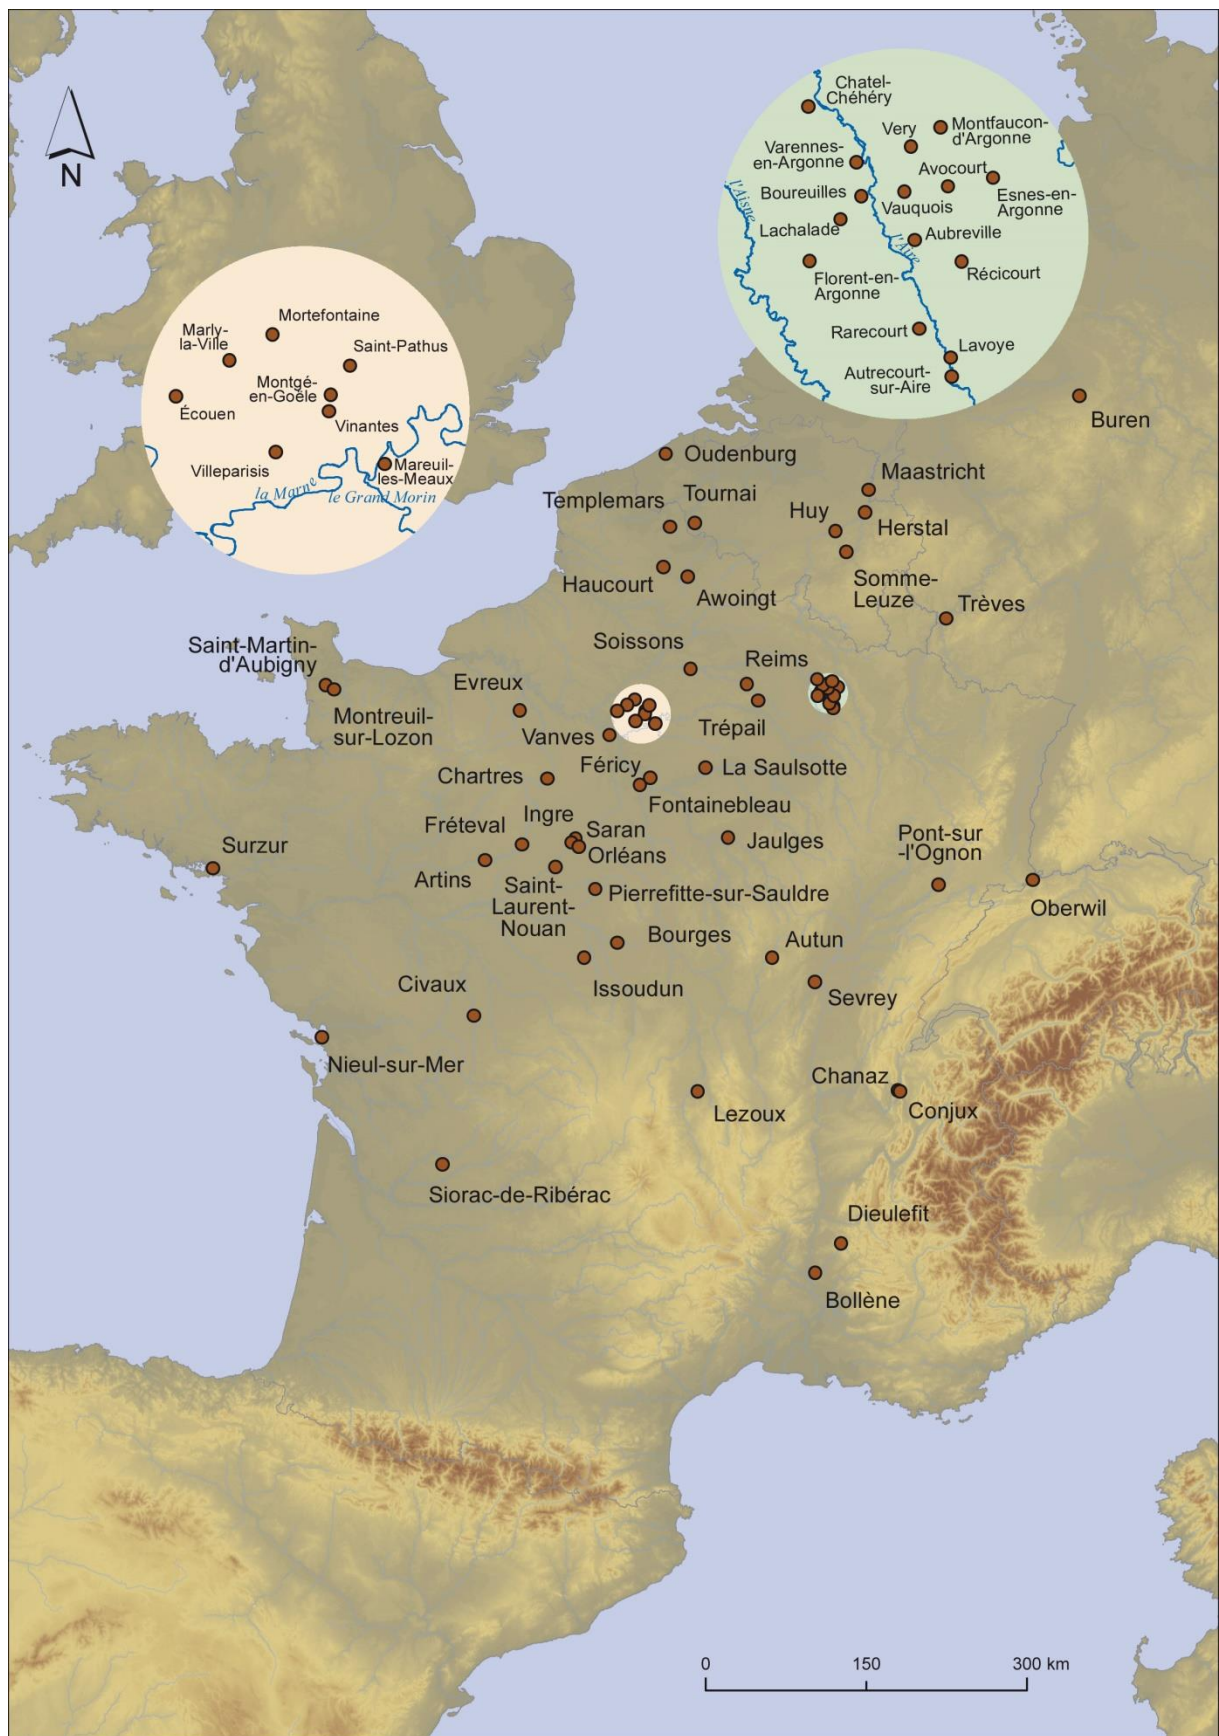 N
Chatel-
Chéhéry
Very
Montfaucon-
d'Argonne
Varennes-
en-Argonne
Avocourt
l'Aisne
Boureuilles
Vauquois
Esnes-en-
Argonne
Lachalade
l'Aire
Aubreville
Florent-en-
Argonne
Récicourt
Rarecourt
Lavoye
Autrecourt-
sur-Aire
Mortefontaine
Marly-
la-Ville
Saint-Pathus
Montgé-
en-Goële
Écouen
Vinantes
Villeparisis
Mareuil-
les-Meaux
la Marne
le Grand Morin
Buren
Oudenburg
Maastricht
Templemars
Tournai
Huy
Herstal
Haucourt
Awoingt
Somme-
Leuze
Trèves
Saint-Martin-
d'Aubigny
Soissons
Reims
Evreux
Montreuil-
sur-Lozon
Vanves
Trépail
Chartres
Féricy
La Saulsotte
Fontainebleau
Ingre
Fréteval
Saran
Orléans
Jaulges
Pont-sur
-l'Ognon
Surzur
Artins
Saint-
Laurent-
Nouan
Pierrefitte-sur-Sauldre
Oberwil
Bourges
Autun
Civaux
Issoudun
Sevrey
Nieul-sur-Mer
Chanaz
Lezoux
Conjux
Siorac-de-Ribérac
Dieulefit
Bollène
0 150 300 km